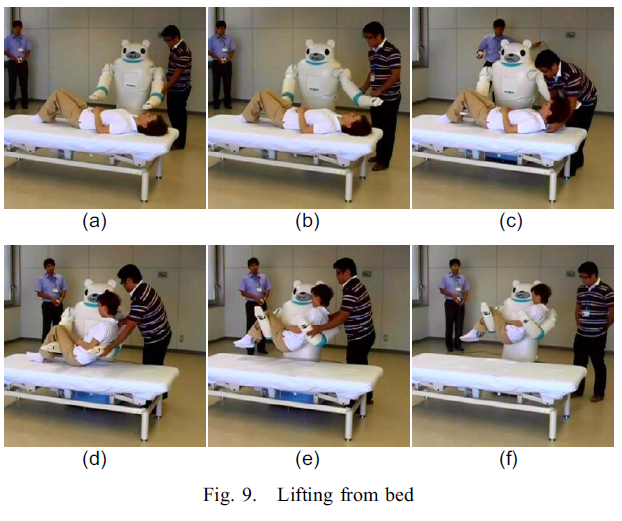 (a) (b) (c)
(d) (e) (f)
Fig. 9. Lifting from bed